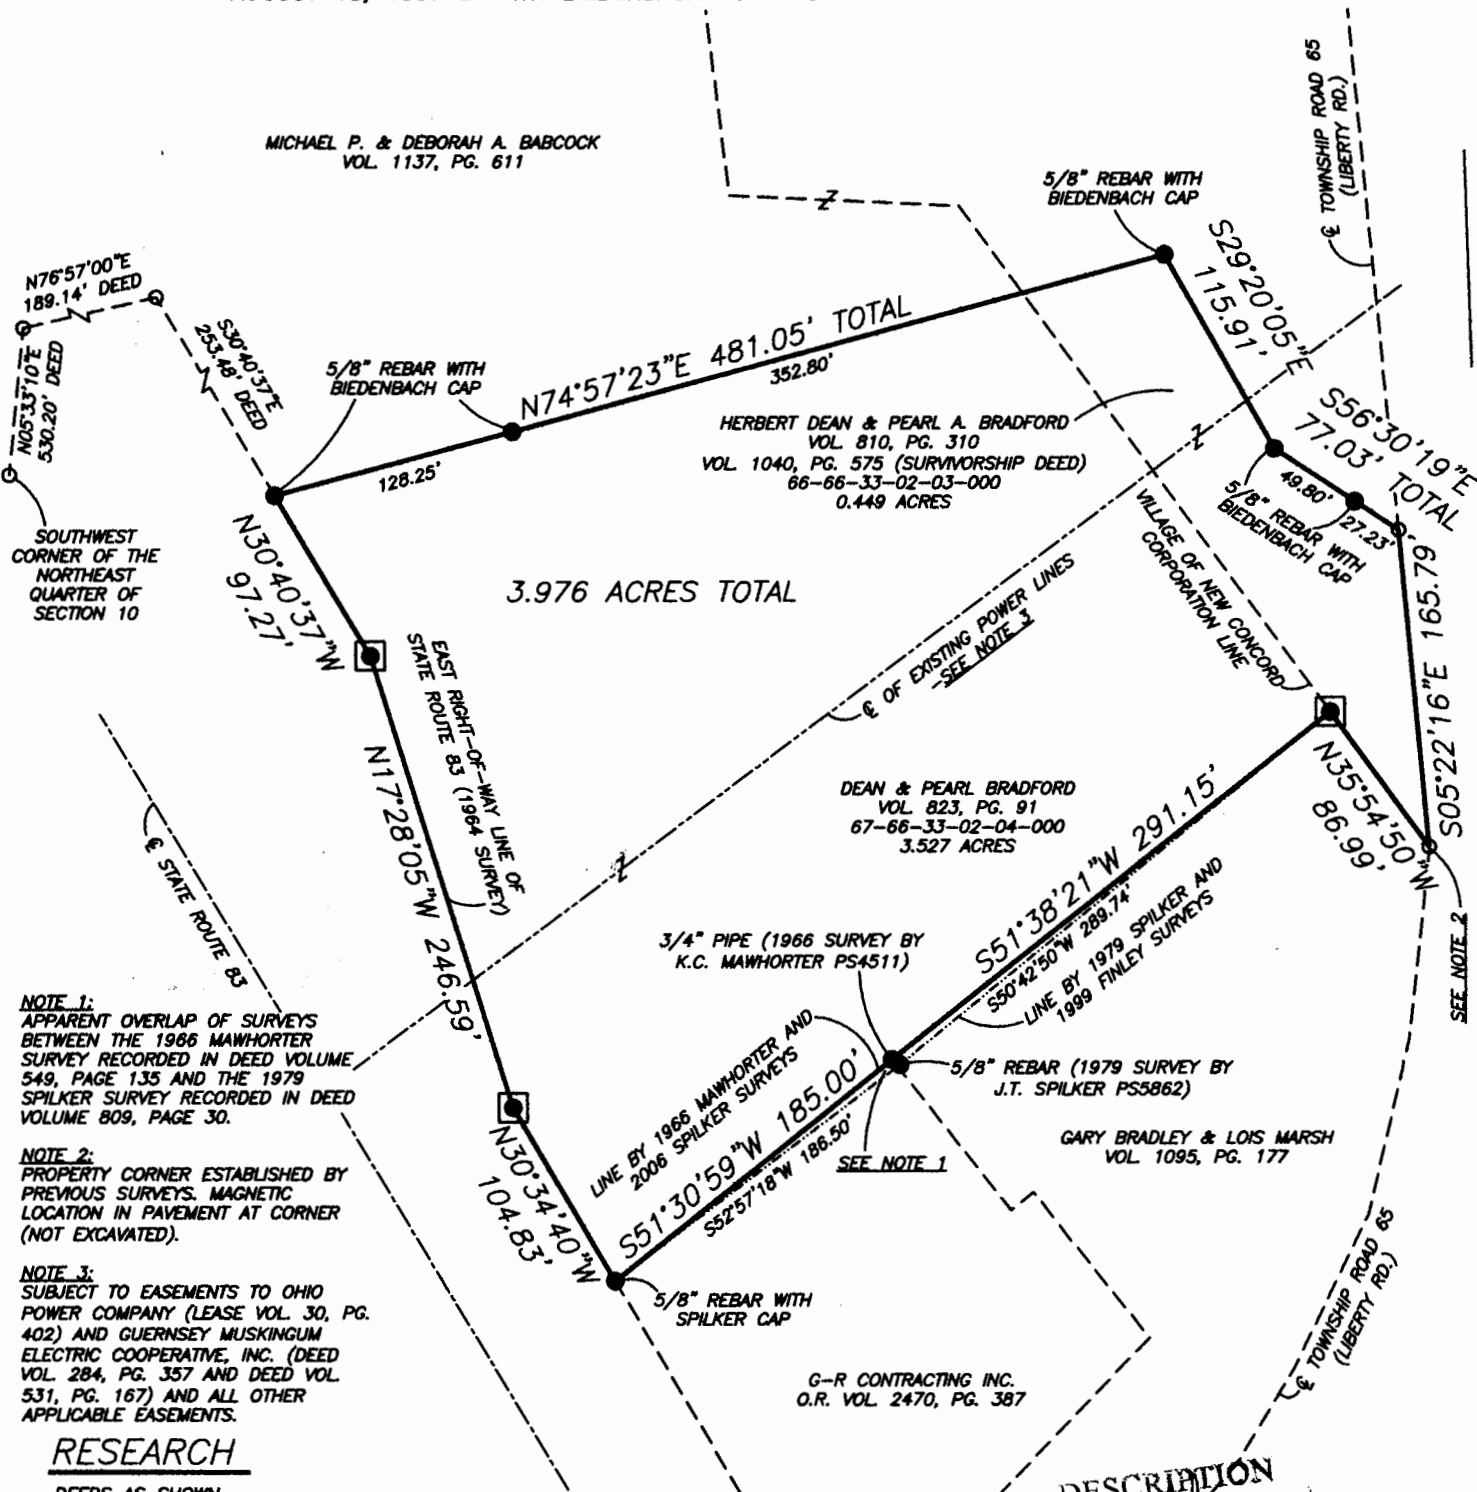 MICHAEL P. & DEBORAH A. BABCOCK
VOL. 1137, PG. 611
5/8" REBAR WITH
BIEDENBACH CAP
℄ TOWNSHIP ROAD 65
(LIBERTY RD.)
N76°57'00"E
189.14' DEED
S30°40'37"E
253.48' DEED
N05°33'10"E
530.20' DEED
5/8" REBAR WITH
BIEDENBACH CAP
N74°57'23"E 481.05' TOTAL
352.80'
128.25'
S29°20'05"E
115.91'
HERBERT DEAN & PEARL A. BRADFORD
VOL. 810, PG. 310
VOL. 1040, PG. 575 (SURVIVORSHIP DEED)
66-66-33-02-03-000
0.449 ACRES
S56°30'19"E
77.03' TOTAL
49.80'
27.23'
5/8" REBAR WITH
BIEDENBACH CAP
SOUTHWEST
CORNER OF THE
NORTHEAST
QUARTER OF
SECTION 10
N30°40'37"W
97.27'
3.976 ACRES TOTAL
VILLAGE OF NEW CONCORD
CORPORATION LINE
℄ OF EXISTING POWER LINES
SEE NOTE 3
S05°22'16"E 165.79
EAST RIGHT-OF-WAY LINE OF
STATE ROUTE 83 (1964 SURVEY)
N17°28'05"W 246.59'
℄ STATE ROUTE 83
DEAN & PEARL BRADFORD
VOL. 823, PG. 91
67-66-33-02-04-000
3.527 ACRES
N35°54'50"W
86.99'
SEE NOTE 2
S51°38'21"W 291.15'
S50°42'50"W 289.74'
LINE BY 1979 SPILKER AND
1999 FINLEY SURVEYS
3/4" PIPE (1966 SURVEY BY
K.C. MAWHORTER PS4511)
5/8" REBAR (1979 SURVEY BY
J.T. SPILKER PS5862)
LINE BY 1966 MAWHORTER AND
2006 SPILKER SURVEYS
S51°30'59"W 185.00'
S52°57'18"W 186.50'
SEE NOTE 1
GARY BRADLEY & LOIS MARSH
VOL. 1095, PG. 177
N30°34'40"W
104.83'
5/8" REBAR WITH
SPILKER CAP
G-R CONTRACTING INC.
O.R. VOL. 2470, PG. 387
℄ TOWNSHIP ROAD 65
(LIBERTY RD.)
NOTE 1:
APPARENT OVERLAP OF SURVEYS
BETWEEN THE 1966 MAWHORTER
SURVEY RECORDED IN DEED VOLUME
549, PAGE 135 AND THE 1979
SPILKER SURVEY RECORDED IN DEED
VOLUME 809, PAGE 30.
NOTE 2:
PROPERTY CORNER ESTABLISHED BY
PREVIOUS SURVEYS. MAGNETIC
LOCATION IN PAVEMENT AT CORNER
(NOT EXCAVATED).
NOTE 3:
SUBJECT TO EASEMENTS TO OHIO
POWER COMPANY (LEASE VOL. 30, PG.
402) AND GUERNSEY MUSKINGUM
ELECTRIC COOPERATIVE, INC. (DEED
VOL. 284, PG. 357 AND DEED VOL.
531, PG. 167) AND ALL OTHER
APPLICABLE EASEMENTS.
RESEARCH
DEEDS AS SHOWN
DESCRIPTION